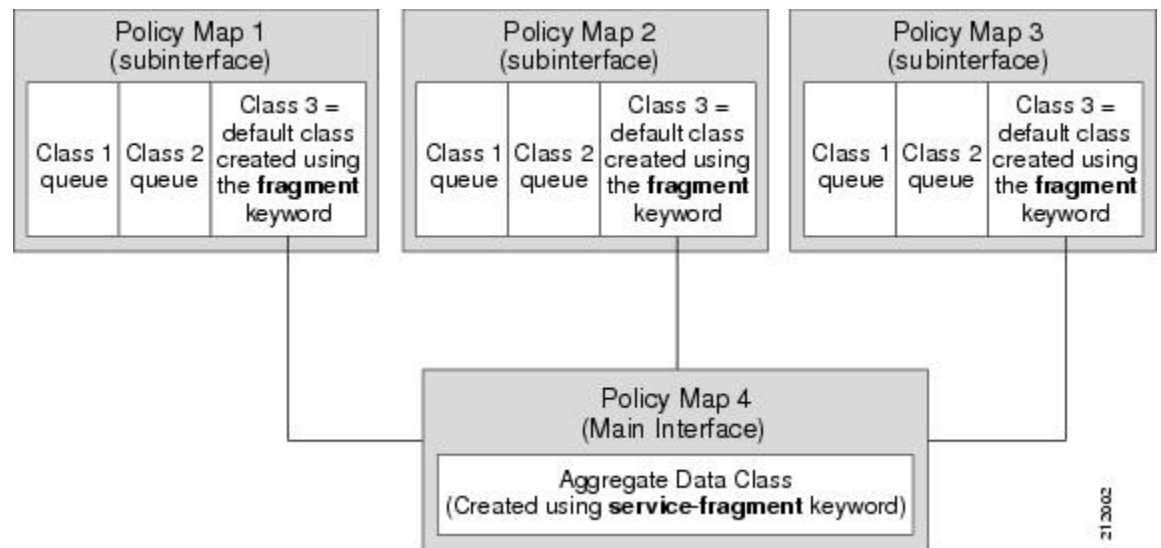 Policy Map 1
(subinterface)
Class 1
queue
Class 2
queue
Class 3 =
default class
created using
the fragment
keyword
Policy Map 2
(subinterface)
Class 1
queue
Class 2
queue
Class 3 =
default class
created using
the fragment
keyword
Policy Map 3
(subinterface)
Class 1
queue
Class 2
queue
Class 3 =
default class
created using
the fragment
keyword
Policy Map 4
(Main Interface)
Aggregate Data Class
(Created using service-fragment keyword)
212002